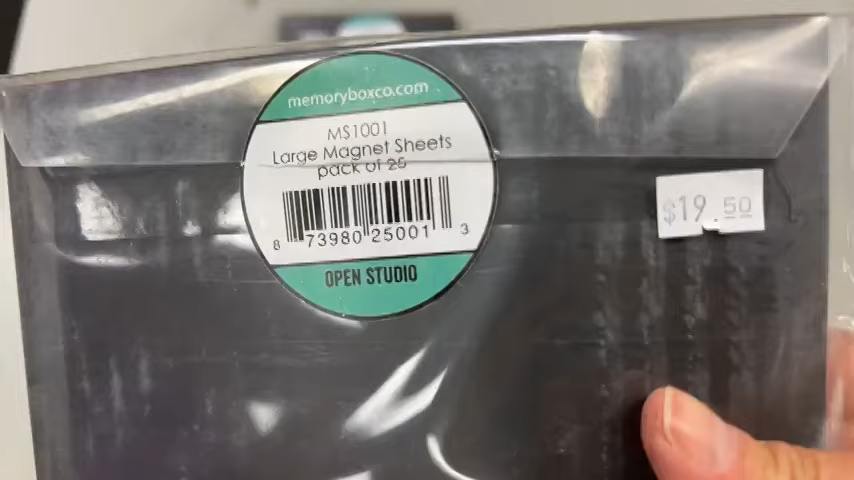 memoryboxco.com
MS1001
Large Magnet Sheets
pack of 25
8 73980 25001 3
OPEN STUDIO
$19.50